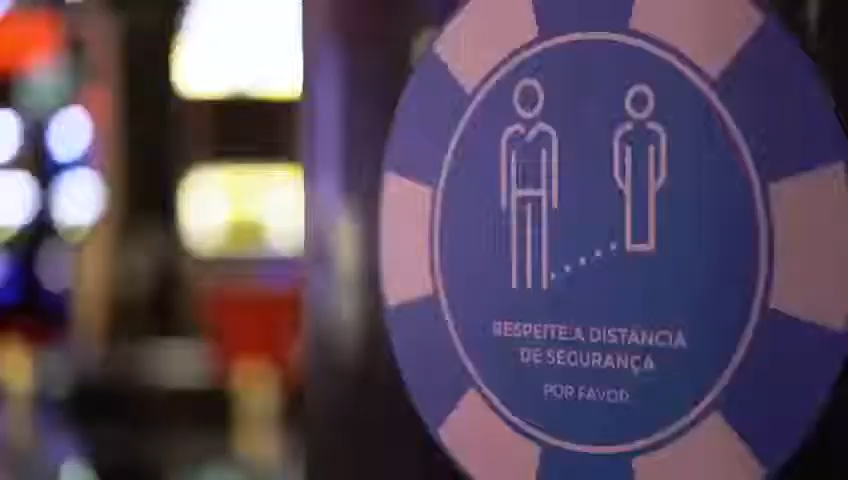 RESPEITE A DISTÂNCIA
DE SEGURANÇA
POR FAVOR